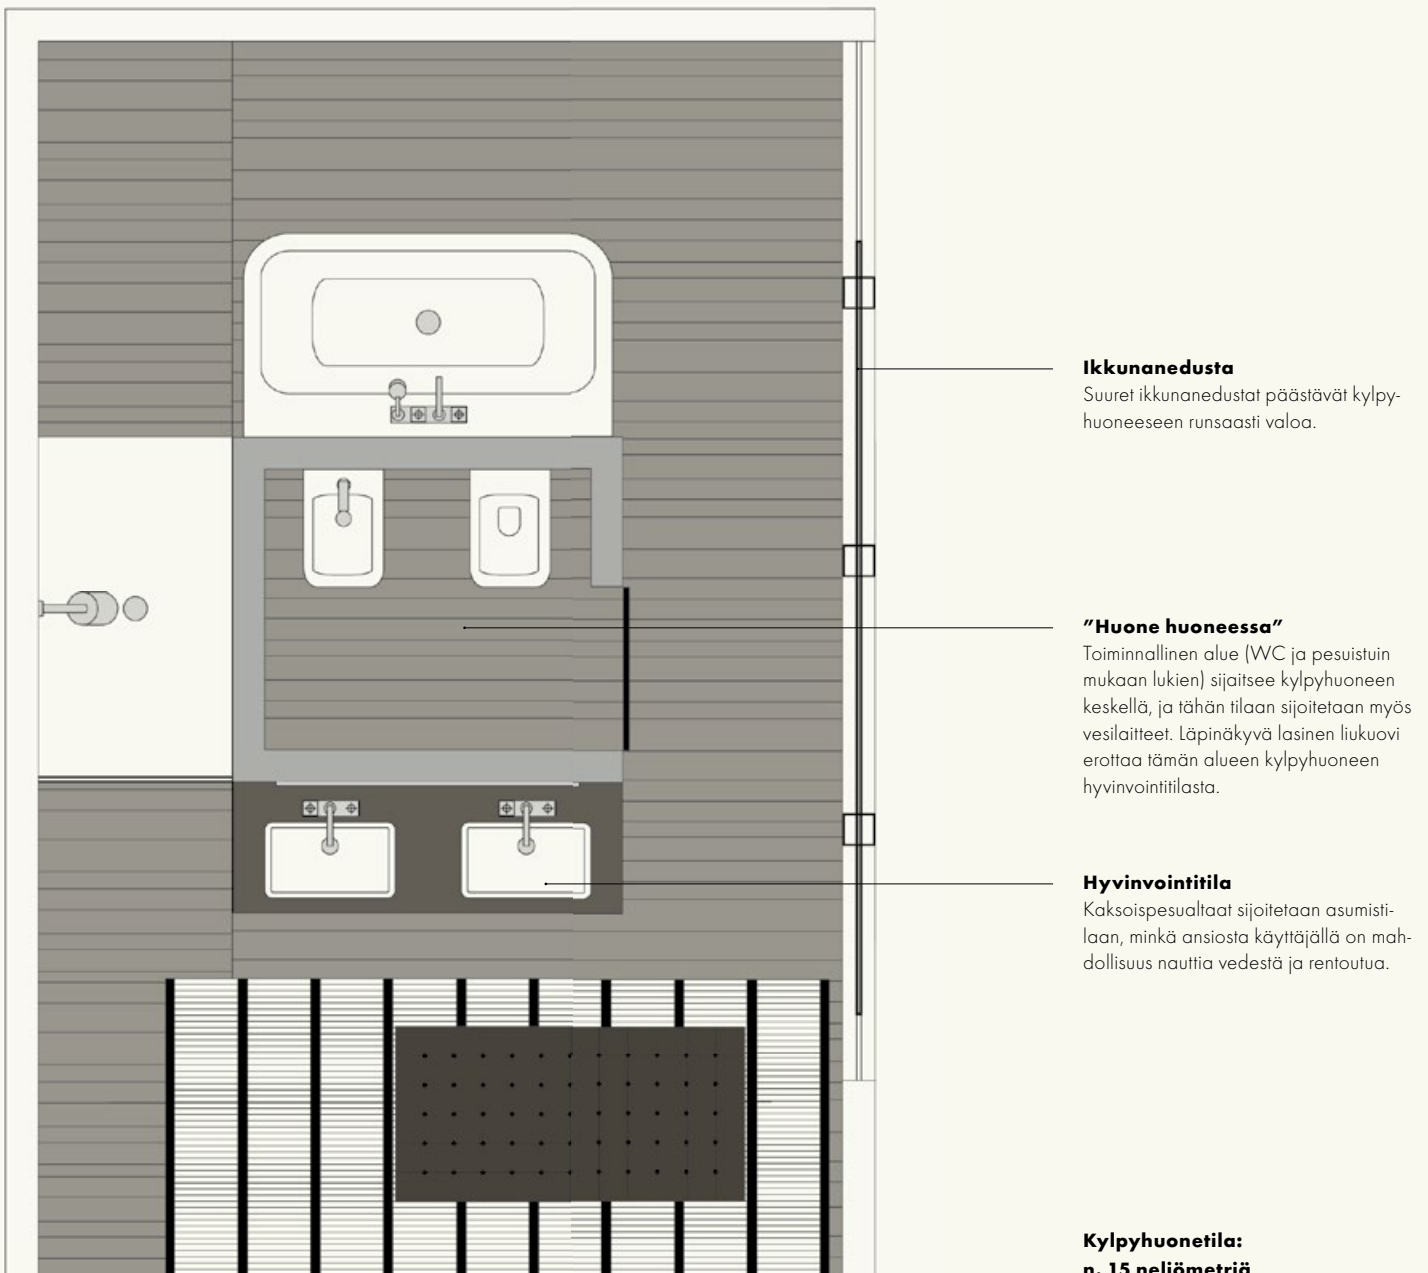 Ikkunanedusta
Suuret ikkunanedustat päästävät kylpy-
huoneeseen runsaasti valoa.
”Huone huoneessa”
Toiminnallinen alue (WC ja pesuistuin
mukaan lukien) sijaitsee kylpyhuoneen
keskellä, ja tähän tilaan sijoitetaan myös
vesilaitteet. Läpinäkyvä lasinen liukuovi
erottaa tämän alueen kylpyhuoneen
hyvinvointitilasta.
Hyvinvointitila
Kaksoispesualtaat sijoitetaan asumisti-
laan, minkä ansiosta käyttäjällä on mah-
dollisuus nauttia vedestä ja rentoutua.
Kylpyhuonetila:
n. 15 neliömetriä